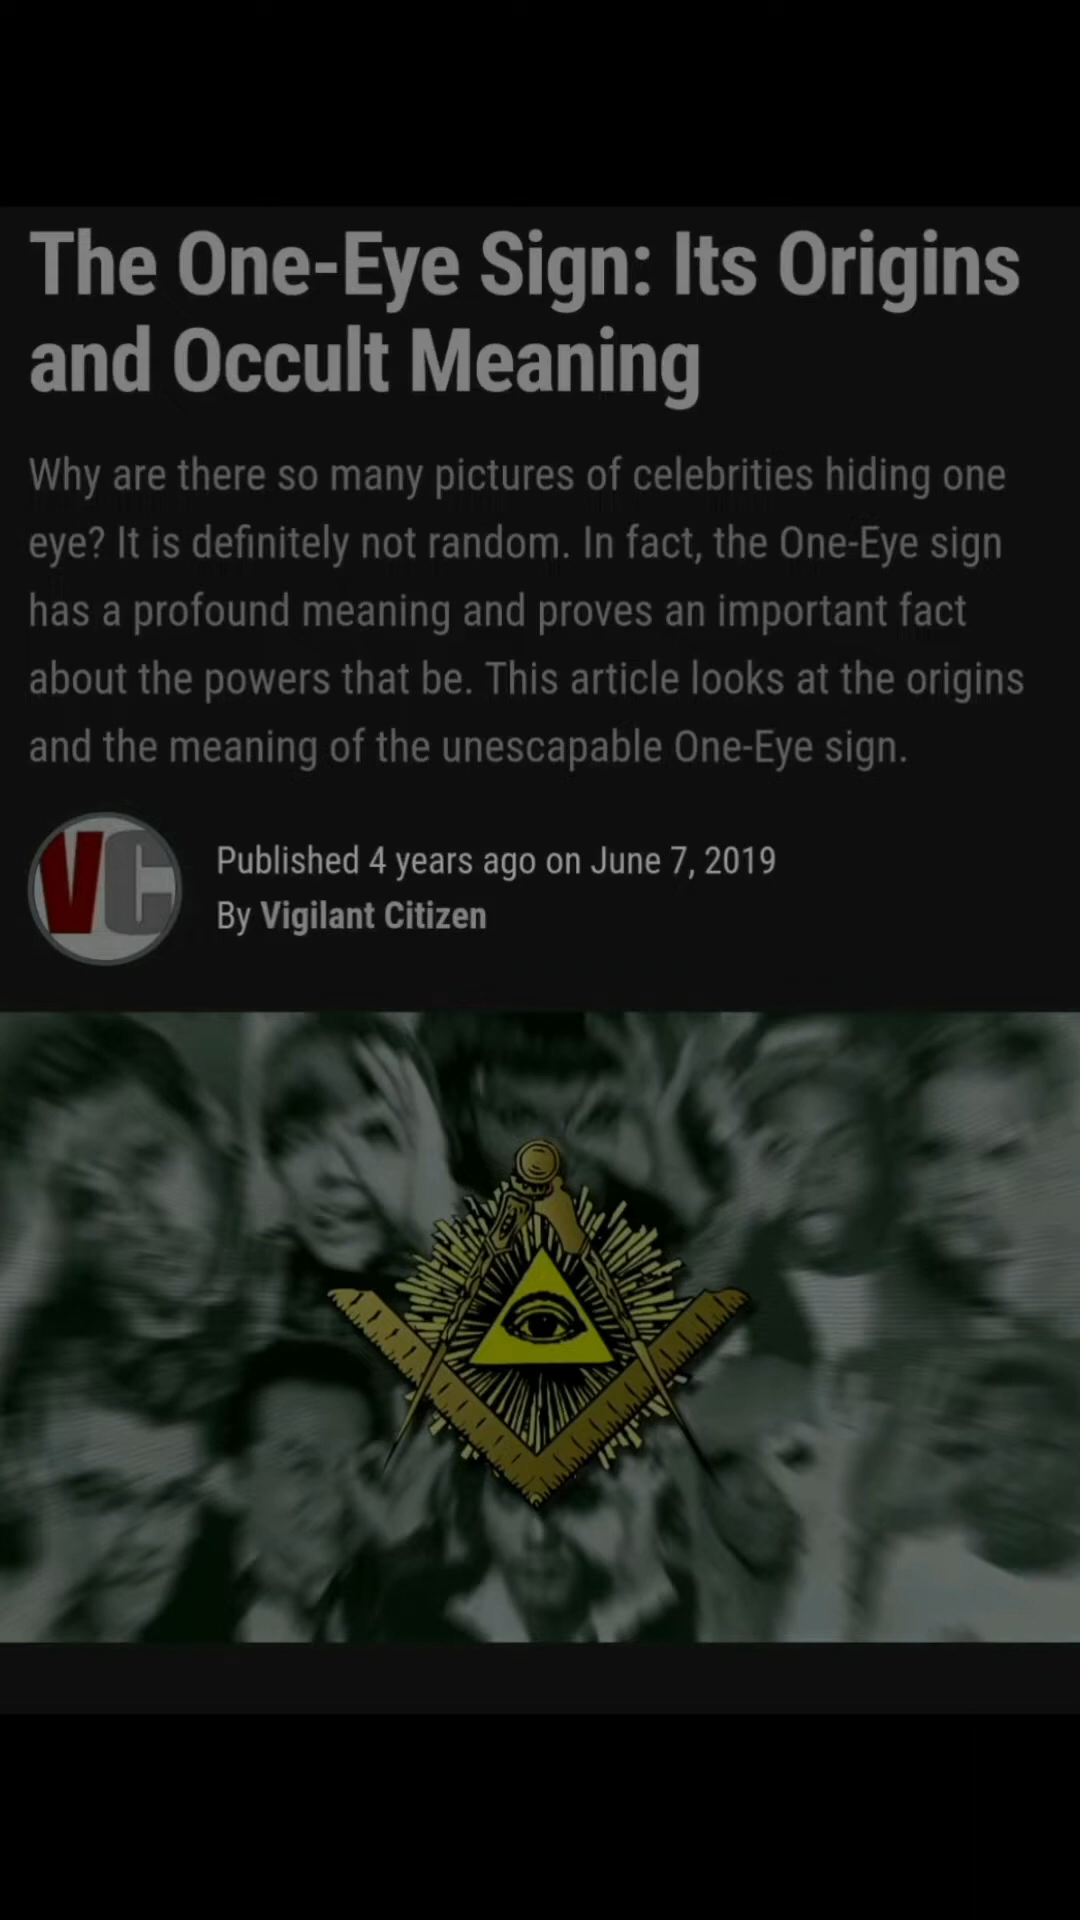 The One-Eye Sign: Its Origins
and Occult Meaning
Why are there so many pictures of celebrities hiding one
eye? It is definitely not random. In fact, the One-Eye sign
has a profound meaning and proves an important fact
about the powers that be. This article looks at the origins
and the meaning of the unescapable One-Eye sign.
VC
Published 4 years ago on June 7, 2019
By Vigilant Citizen